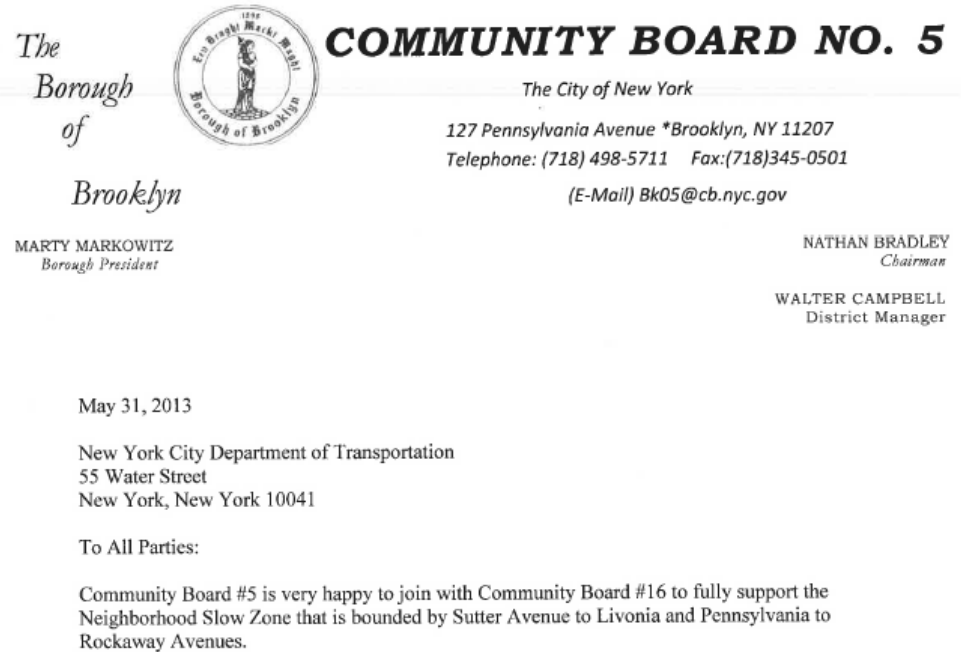 The
Borough
of
Brooklyn
Borough of Brooklyn
COMMUNITY BOARD NO. 5
The City of New York
127 Pennsylvania Avenue *Brooklyn, NY 11207
Telephone: (718) 498-5711 Fax:(718)345-0501
(E-Mail) Bk05@cb.nyc.gov
MARTY MARKOWITZ
Borough President
NATHAN BRADLEY
Chairman
WALTER CAMPBELL
District Manager
May 31, 2013
New York City Department of Transportation
55 Water Street
New York, New York 10041
To All Parties:
Community Board #5 is very happy to join with Community Board #16 to fully support the
Neighborhood Slow Zone that is bounded by Sutter Avenue to Livonia and Pennsylvania to
Rockaway Avenues.